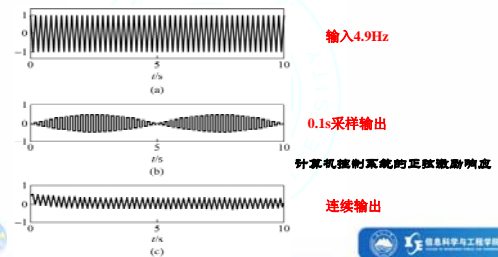 1
0
−1
0
5
10
t/s
(a)
输入4.9Hz
1
0
−1
0
5
10
t/s
(b)
0.1s采样输出
计算机控制系统的正弦激励响应
1
0
−1
0
5
10
t/s
(c)
连续输出
信息科学与工程学院